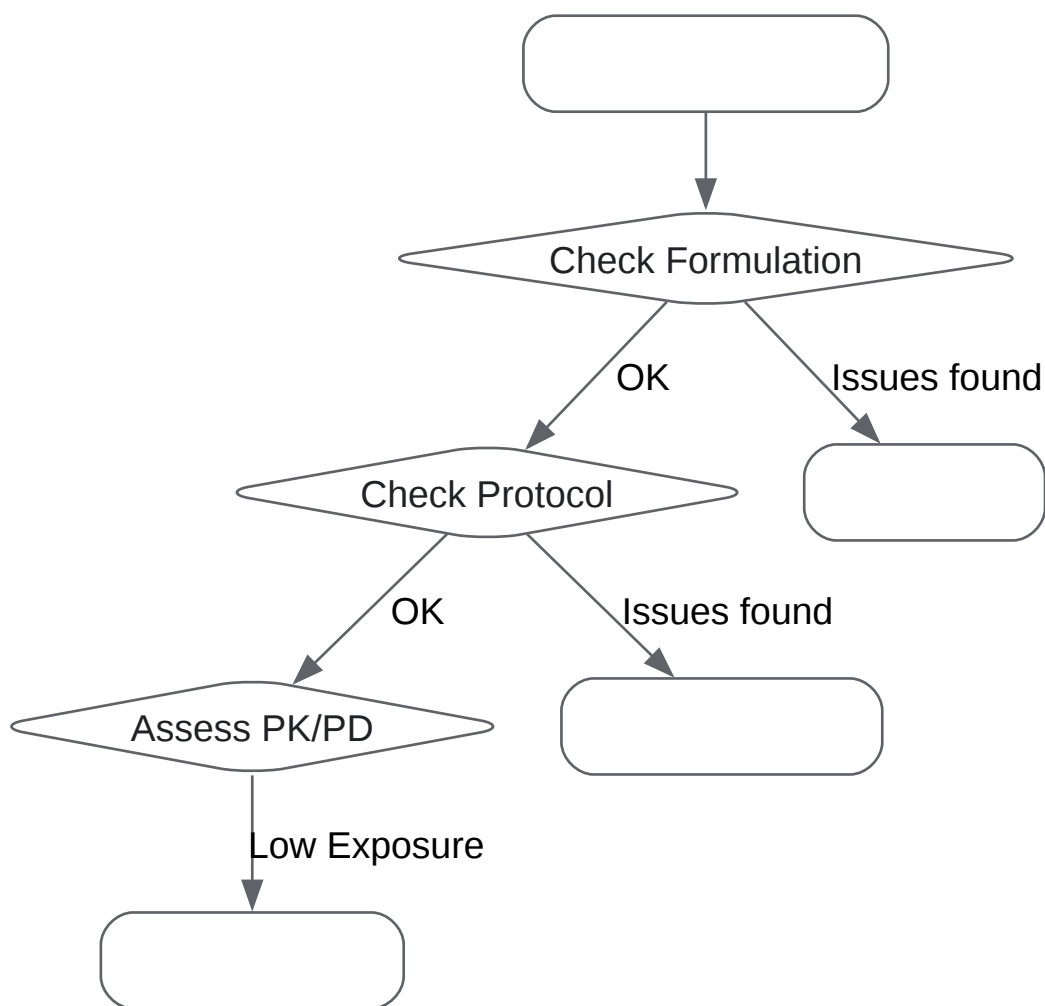 Check Formulation
OK
Issues found
Check Protocol
OK
Issues found
Assess PK/PD
Low Exposure